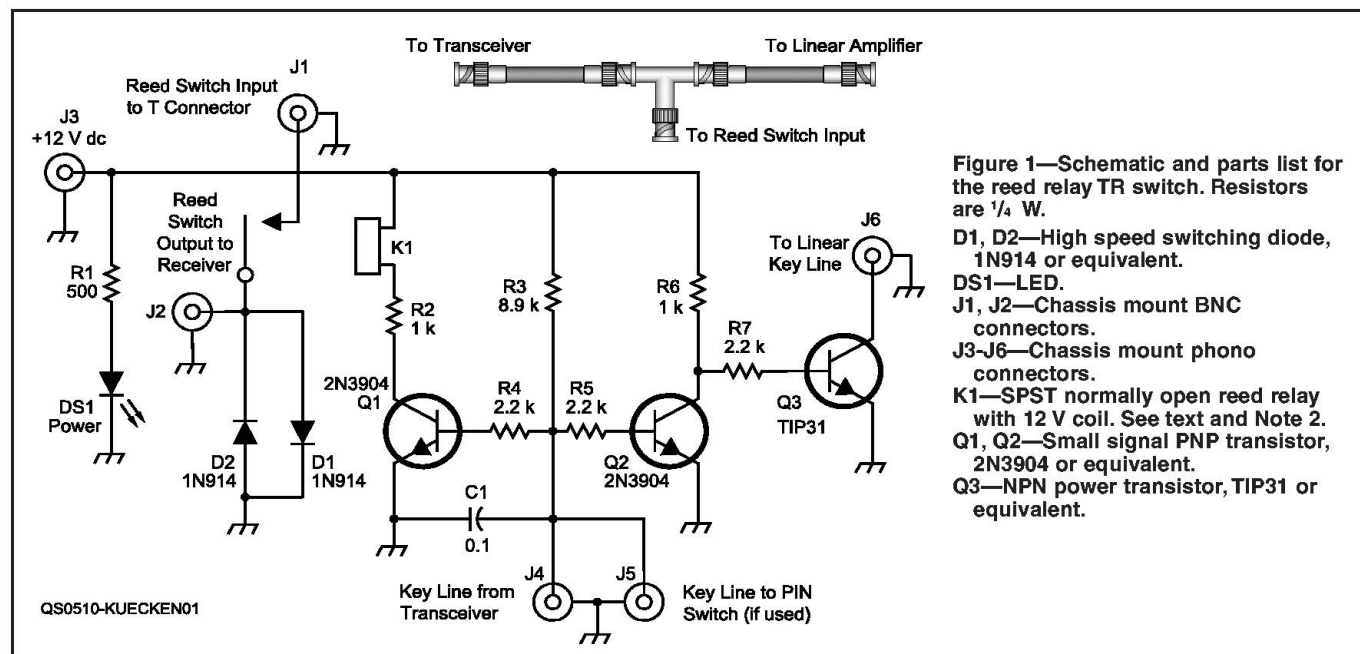 To Transceiver
To Linear Amplifier
To Reed Switch Input
J1
Reed Switch Input
to T Connector
J3
+12 V dc
Reed
Switch
Output to
Receiver
R1
500
J2
DS1
Power
D2
1N914
D1
1N914
K1
R2
1 k
2N3904
Q1
R3
8.9 k
R4
2.2 k
R5
2.2 k
Q2
2N3904
R6
1 k
R7
2.2 k
Q3
TIP31
To Linear
Key Line
J6
C1
0.1
J4
J5
Key Line from
Transceiver
Key Line to PIN
Switch (if used)
QS0510-KUECKEN01
Figure 1—Schematic and parts list for
the reed relay TR switch. Resistors
are 1/4 W.
D1, D2—High speed switching diode,
1N914 or equivalent.
DS1—LED.
J1, J2—Chassis mount BNC
connectors.
J3-J6—Chassis mount phono
connectors.
K1—SPST normally open reed relay
with 12 V coil. See text and Note 2.
Q1, Q2—Small signal PNP transistor,
2N3904 or equivalent.
Q3—NPN power transistor, TIP31 or
equivalent.